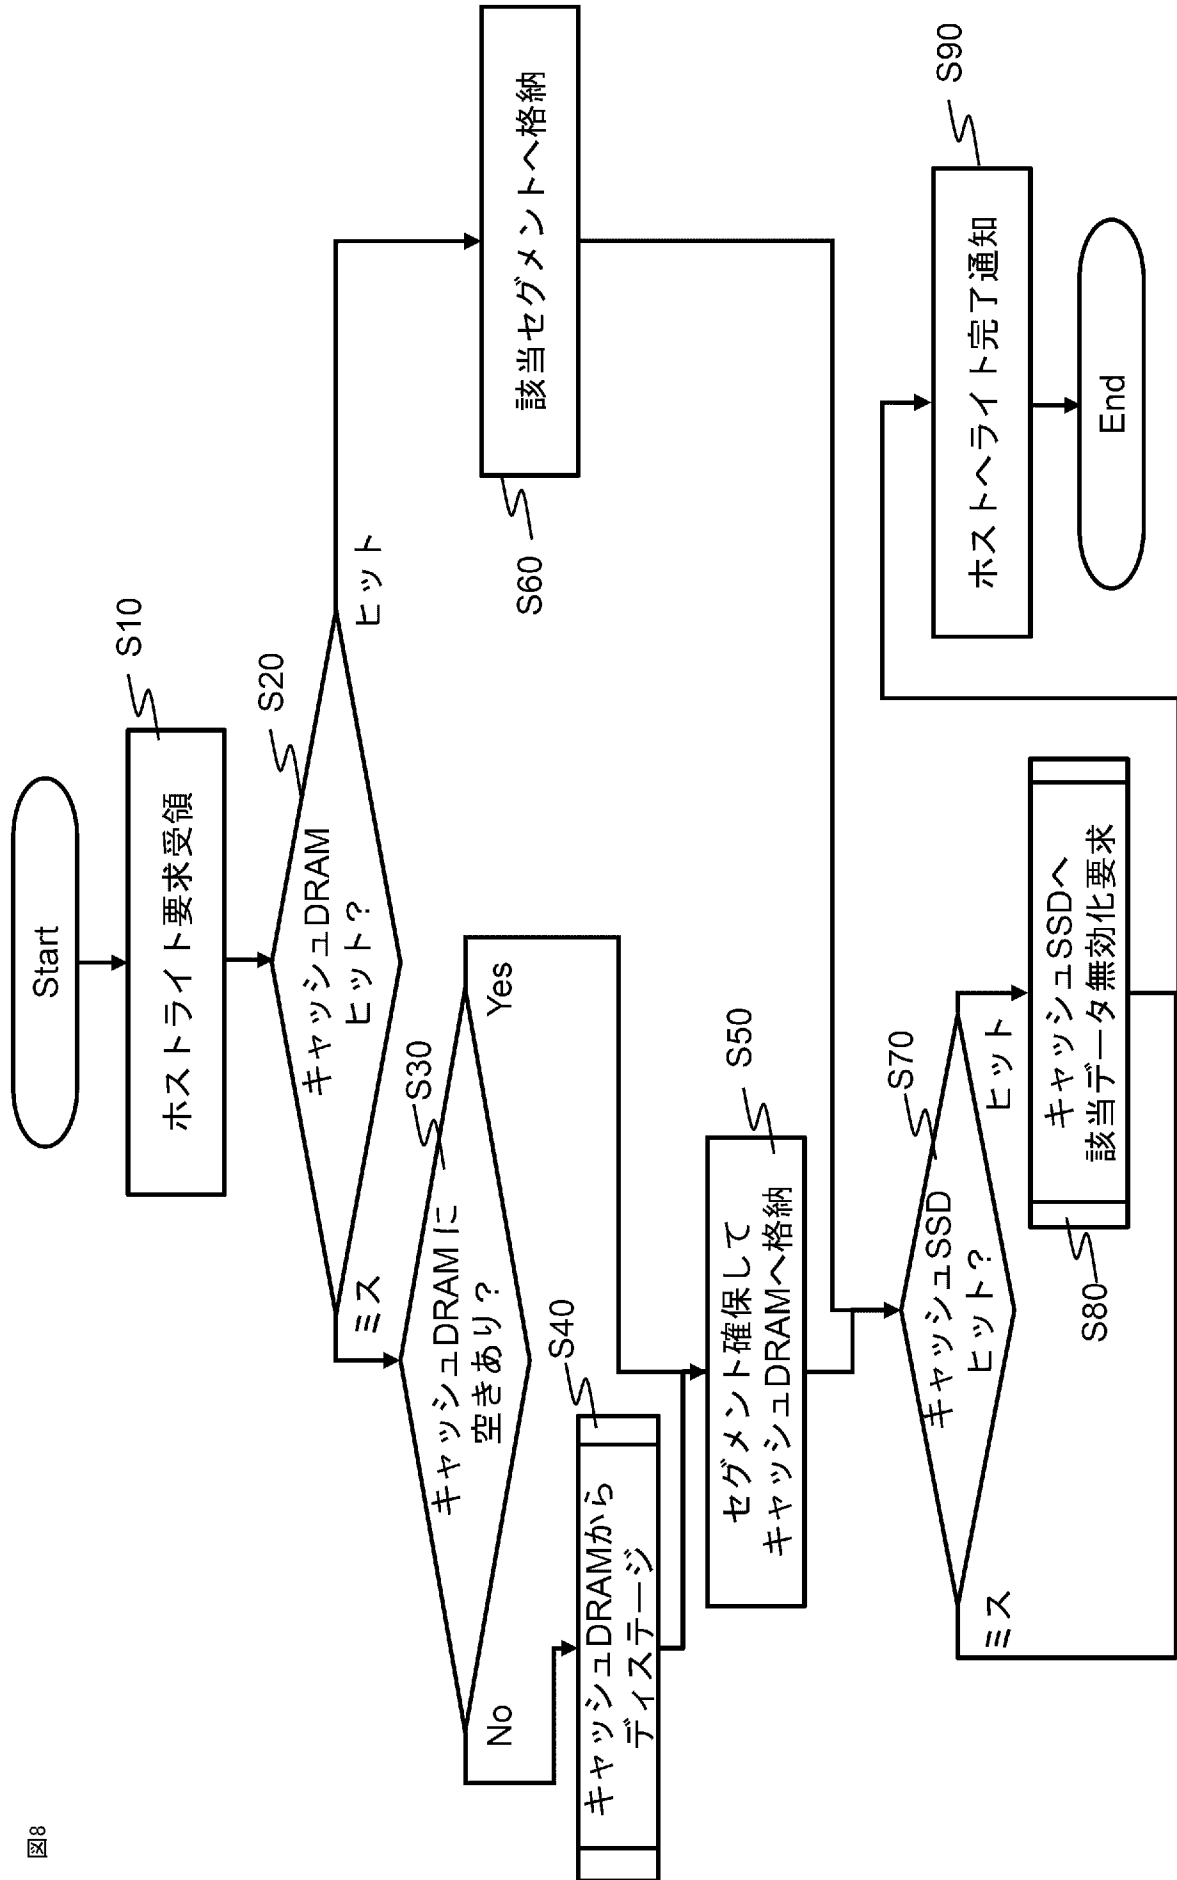 図8
Start
ホストライト要求受領
S10
キャッシュDRAM
ヒット？
S20
ミス
ヒット
キャッシュDRAM に
空きあり？
S30
No
Yes
キャッシュDRAMから
ディステージ
S40
該当セグメントへ格納
S60
セグメント確保して
キャッシュDRAMへ格納
S50
キャッシュSSD
ヒット？
S70
ミス
ヒット
キャッシュSSDへ
該当データ無効化要求
S80
ホストへライト完了通知
S90
End